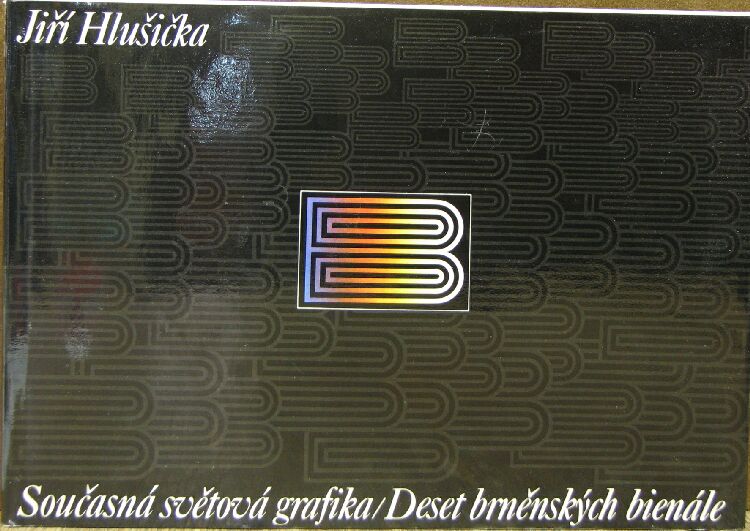 Jiří Hlušička
B
Současná světová grafika/Deset brněnských bienále